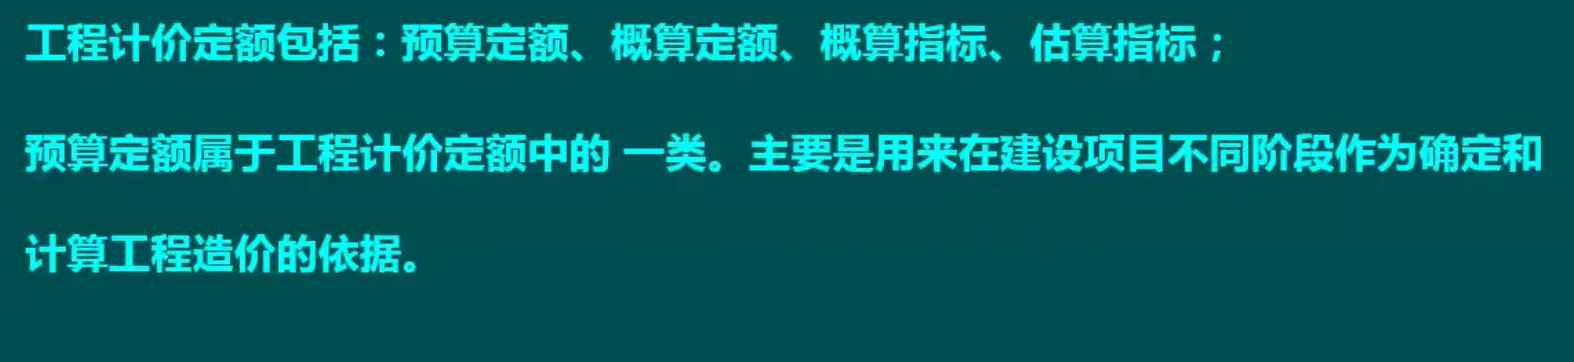 工程计价定额包括：预算定额、概算定额、概算指标、估算指标；
预算定额属于工程计价定额中的 一类。主要是用来在建设项目不同阶段作为确定和
计算工程造价的依据。